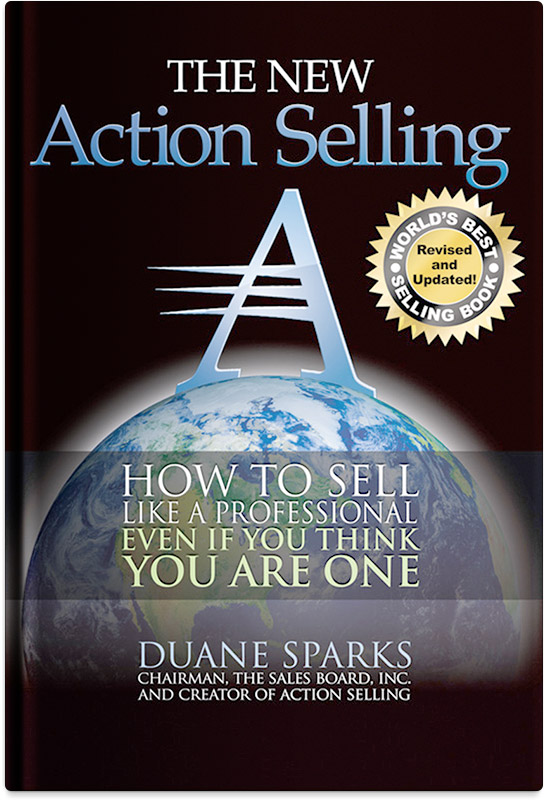 THE NEW
Action Selling
WORLD'S BEST
Revised
and
Updated!
SELLING BOOK
A
HOW TO SELL
LIKE A PROFESSIONAL
EVEN IF YOU THINK
YOU ARE ONE
DUANE SPARKS
CHAIRMAN, THE SALES BOARD, INC.
AND CREATOR OF ACTION SELLING